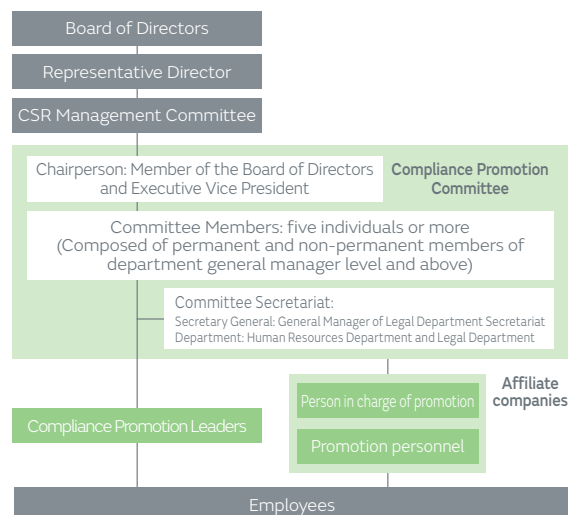 Board of Directors
Representative Director
CSR Management Committee
Chairperson: Member of the Board of Directors
and Executive Vice President
Compliance Promotion
Committee
Committee Members: five individuals or more
(Composed of permanent and non-permanent members of
department general manager level and above)
Committee Secretariat:
Secretary General: General Manager of Legal Department Secretariat
Department: Human Resources Department and Legal Department
Affiliate
companies
Person in charge of promotion
Compliance Promotion Leaders
Promotion personnel
Employees